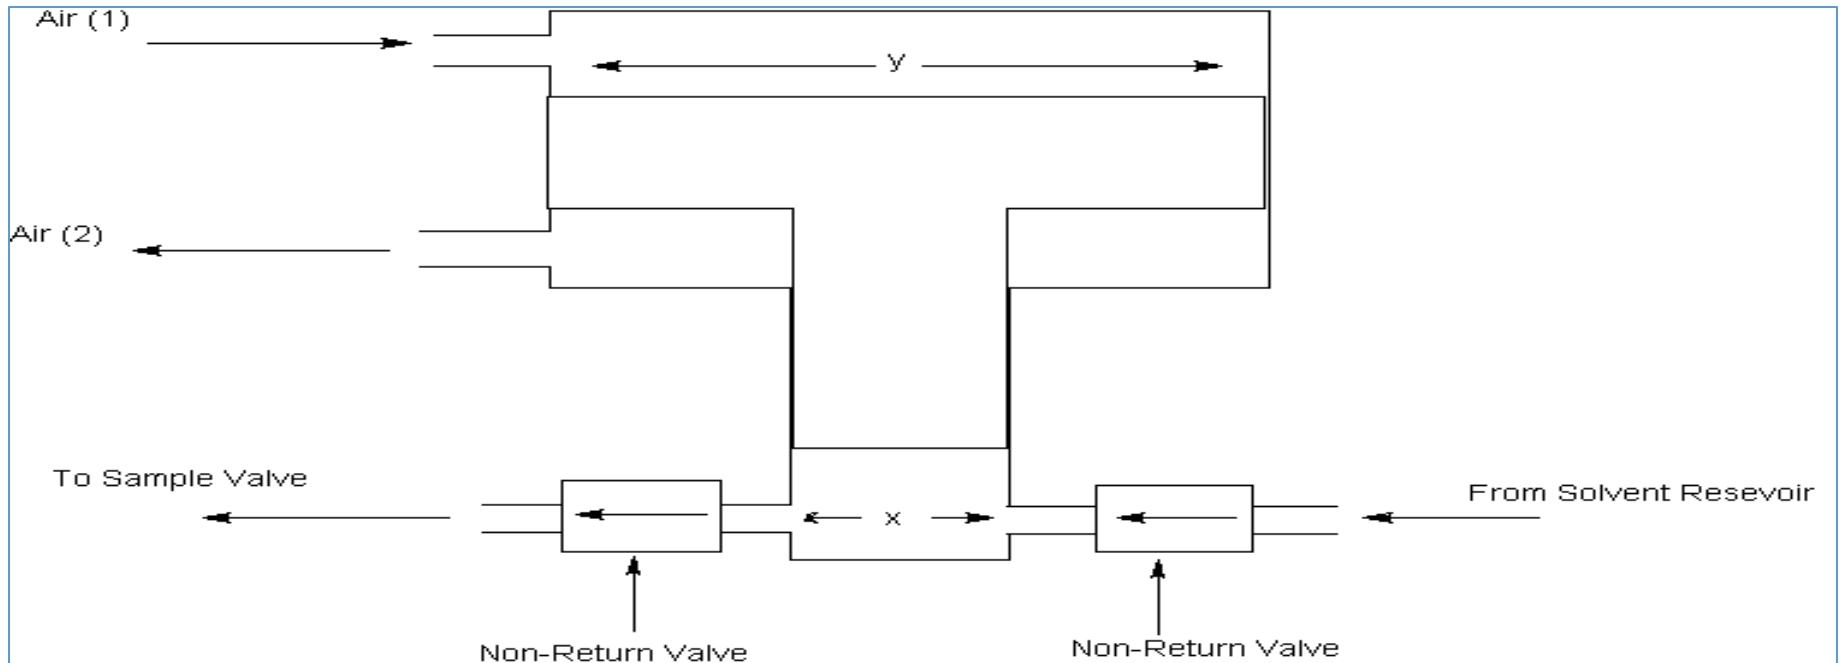 Air (1)
y
Air (2)
To Sample Valve
x
From Solvent Resevoir
Non-Return Valve
Non-Return Valve